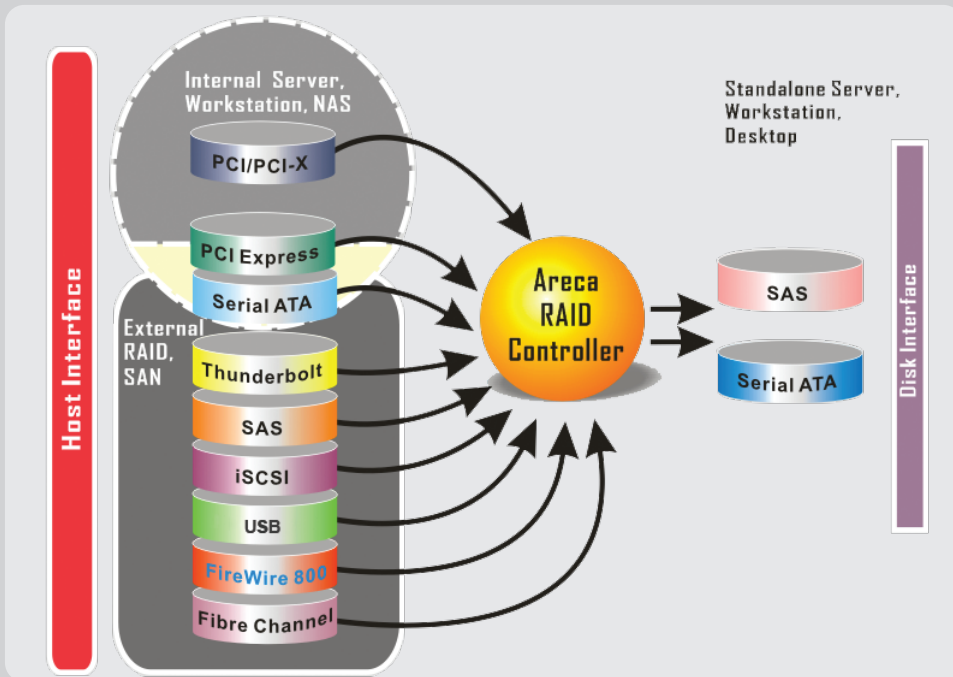 Host Interface
Internal Server,
Workstation, NAS
PCI/PCI-X
PCI Express
Serial ATA
External
RAID,
SAN
Thunderbolt
SAS
iSCSI
USB
FireWire 800
Fibre Channel
Areca
RAID
Controller
Standalone Server,
Workstation,
Desktop
SAS
Serial ATA
Disk Interface